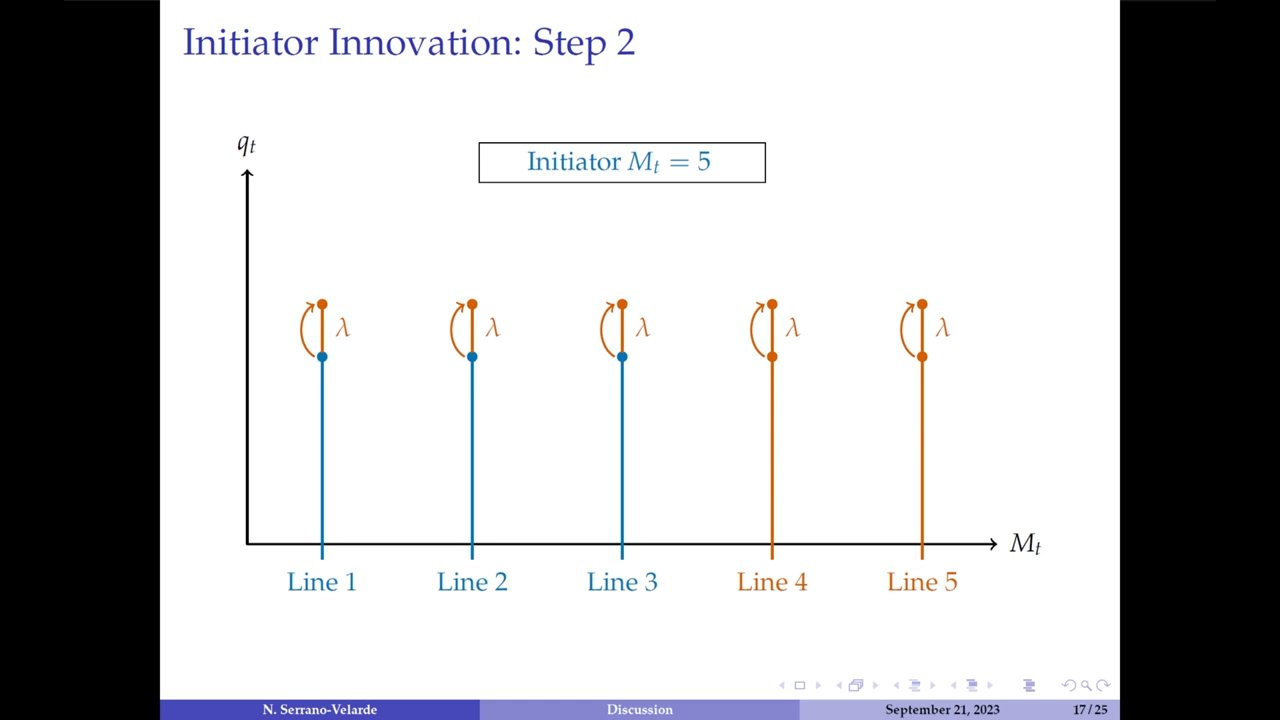 Initiator Innovation: Step 2
qt
Initiator Mt = 5
λ λ λ λ λ
Mt
Line 1 Line 2 Line 3 Line 4 Line 5
N. Serrano-Velarde Discussion September 21, 2023 17 / 25